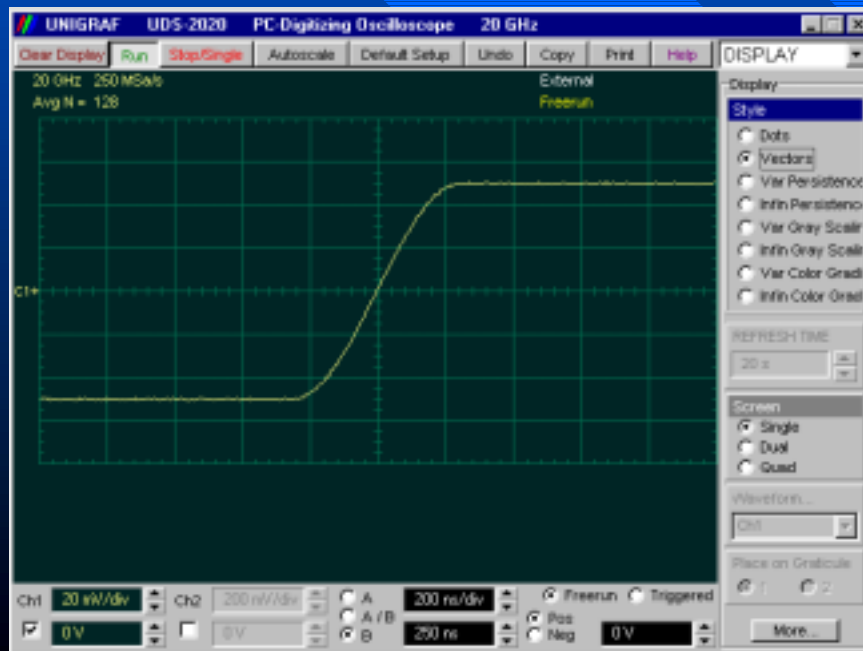 UNIGRAF UDS-2020 PC-Digitizing Oscilloscope 20 GHz
Clear Display Run Stop/Single Autoscale Default Setup Undo Copy Print Help DISPLAY
20 GHz 250 MSa/s External
Avg N = 128 Freerun
C1
Display
Style
Dots
Vectors
Var Persistence
Infin Persistence
Var Gray Scalin
Infin Gray Scalin
Var Color Gradi
Infin Color Gradi
REFRESH TIME
20 s
Screen
Single
Dual
Quad
Waveform...
Ch1
Place on Graticule
1 2
More...
Ch1 20 mV/div Ch2 200 mV/div A 200 ns/div Freerun Triggered
A/B Pos
0 V 0 V B 250 ns Neg 0 V